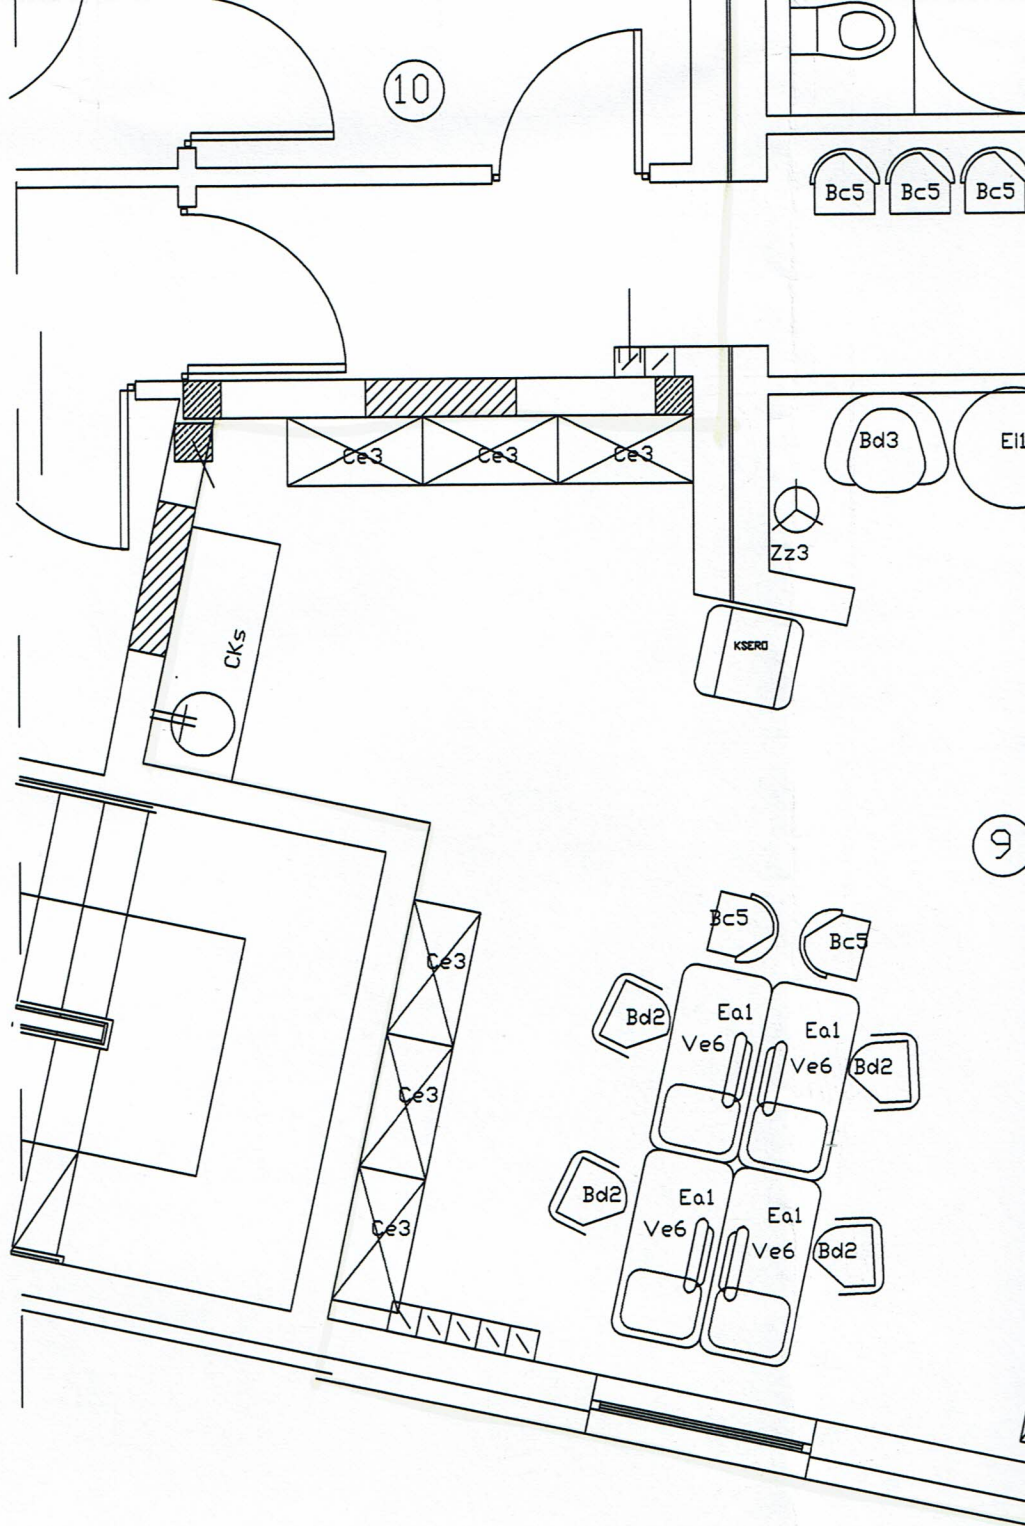 10
Bc5 Bc5 Bc5
Bd3
El1
Ce3 Ce3 Ce3
Zz3
CKs
KSERO
9
Bc5
Bc5
Ce3
Ea1
Bd2
Ea1
Ve6
Ve6
Bd2
Ce3
Bd2
Ea1
Ea1
Ce3
Ve6
Ve6
Bd2